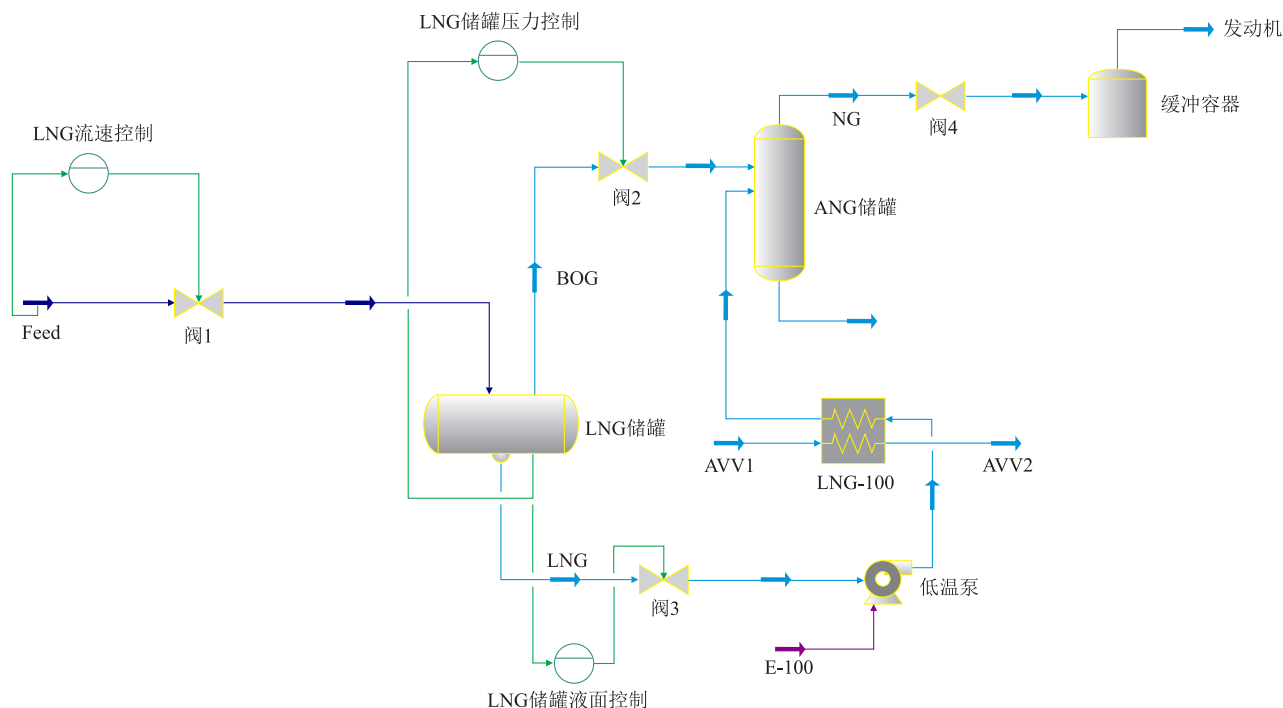 LNG储罐压力控制
发动机
NG
阀4
缓冲容器
LNG流速控制
阀2
ANG储罐
BOG
Feed
阀1
LNG储罐
AVV1
AVV2
LNG-100
LNG
阀3
低温泵
E-100
LNG储罐液面控制